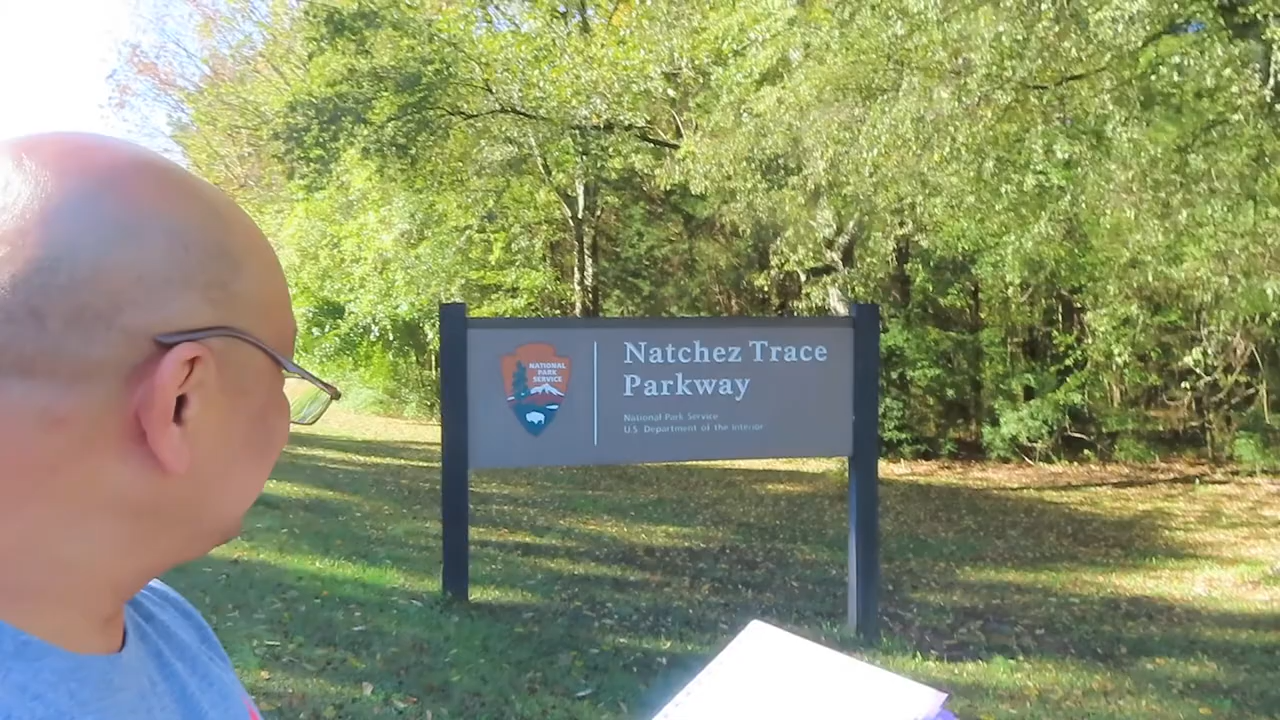 NATIONAL
PARK
SERVICE
Natchez Trace
Parkway
National Park Service
U.S. Department of the Interior